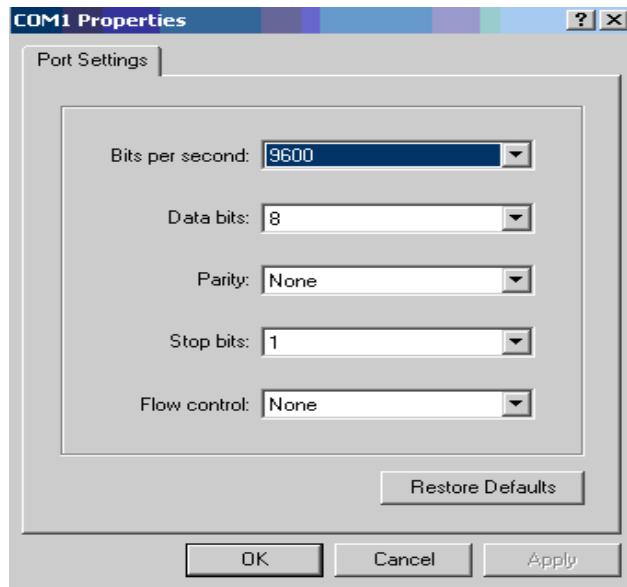 COM1 Properties
Port Settings
Bits per second: 9600
Data bits: 8
Parity: None
Stop bits: 1
Flow control: None
Restore Defaults
OK Cancel Apply